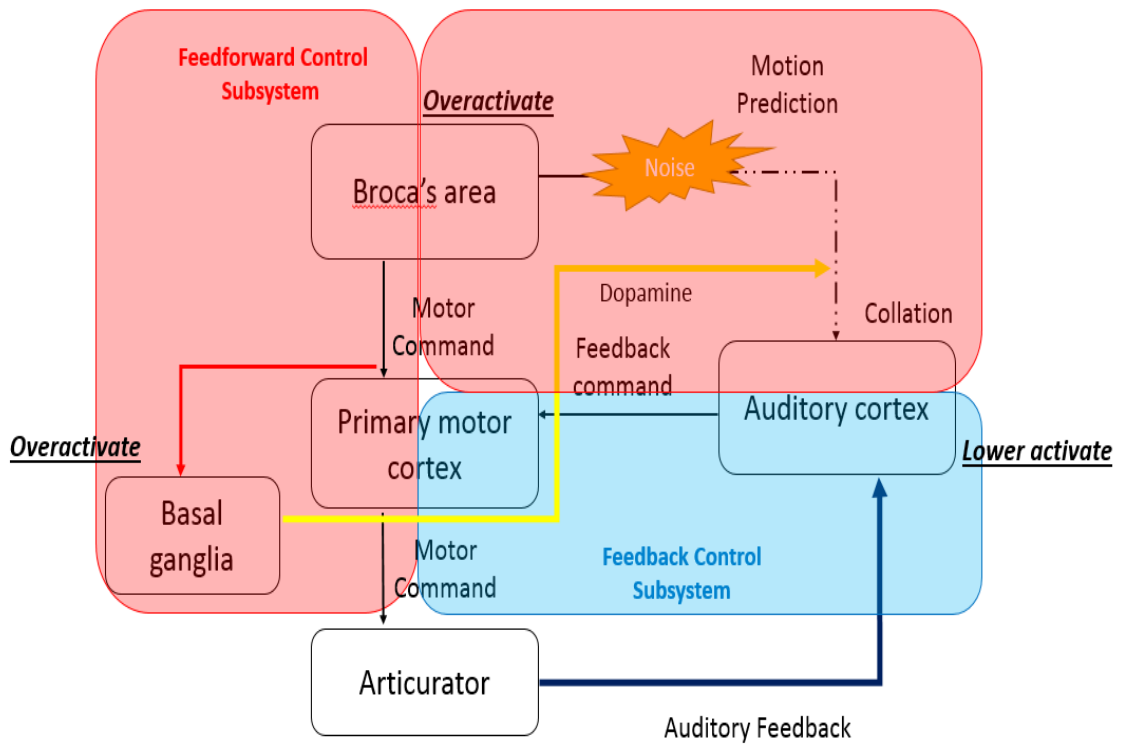 Feedforward Control
Subsystem
Overactivate
Motion
Prediction
Noise
Broca's area
Dopamine
Motor
Command
Collation
Feedback
command
Primary motor
cortex
Auditory cortex
Overactivate
Lower activate
Basal
ganglia
Motor
Command
Feedback Control
Subsystem
Articurator
Auditory Feedback